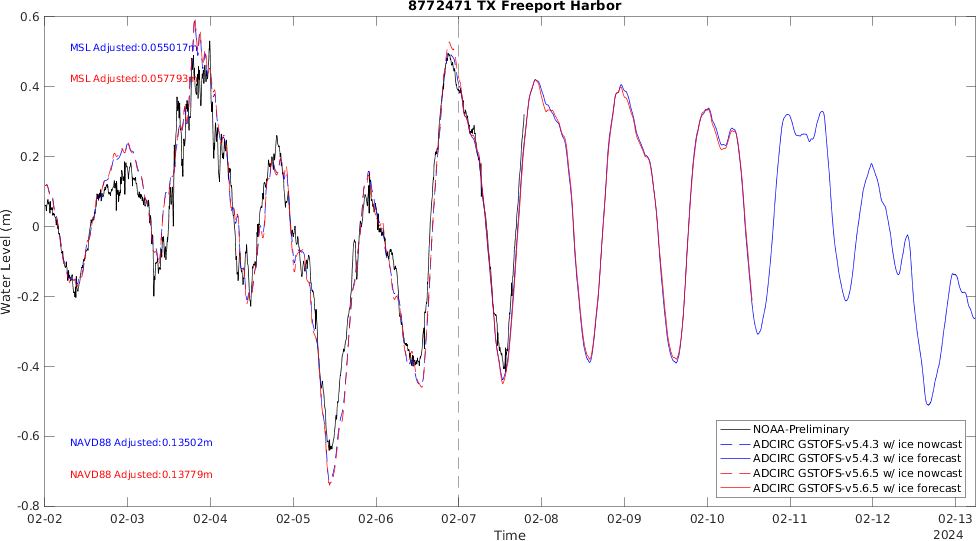 8772471 TX Freeport Harbor
0.6
0.4
0.2
0
-0.2
-0.4
-0.6
-0.8
Water Level (m)
MSL Adjusted:0.055017m
MSL Adjusted:0.057793m
NAVD88 Adjusted:0.13502m
NAVD88 Adjusted:0.13779m
NOAA-Preliminary
ADCIRC GSTOFS-v5.4.3 w/ ice nowcast
ADCIRC GSTOFS-v5.4.3 w/ ice forecast
ADCIRC GSTOFS-v5.6.5 w/ ice nowcast
ADCIRC GSTOFS-v5.6.5 w/ ice forecast
02-02 02-03 02-04 02-05 02-06 02-07 02-08 02-09 02-10 02-11 02-12 02-13
Time
2024